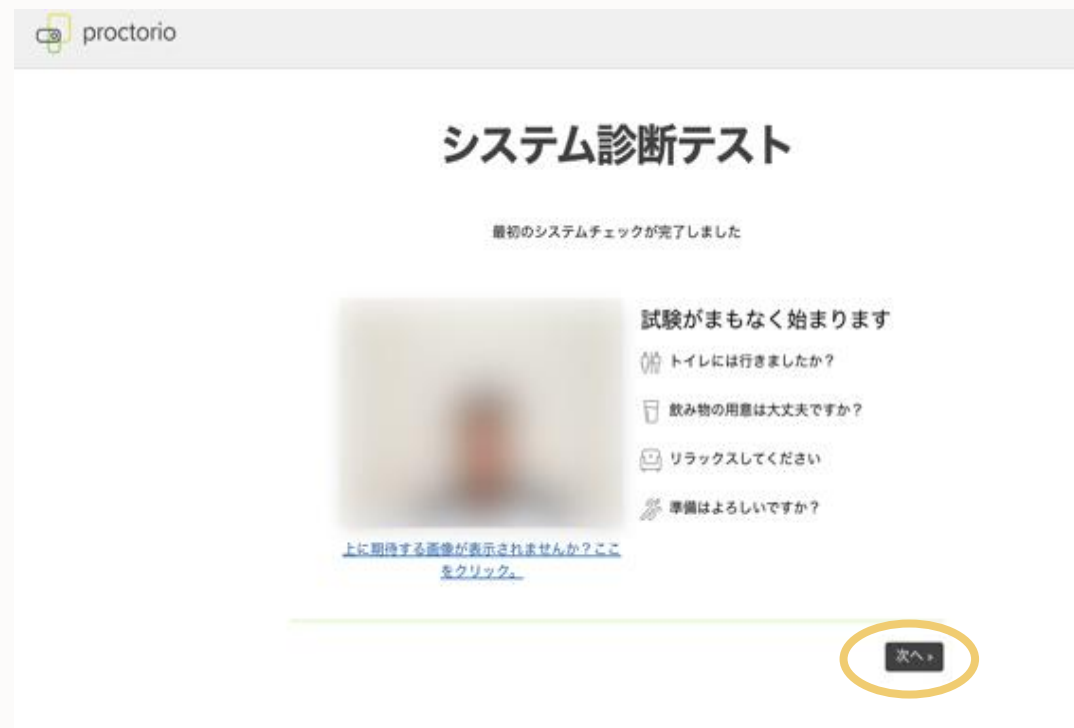 proctorio
システム診断テスト
最初のシステムチェックが完了しました
試験がまもなく始まります
トイレには行きましたか？
飲み物の用意は大丈夫ですか？
リラックスしてください
準備はよろしいですか？
上に期待する画像が表示されませんか？ここ
をクリック。
次へ »